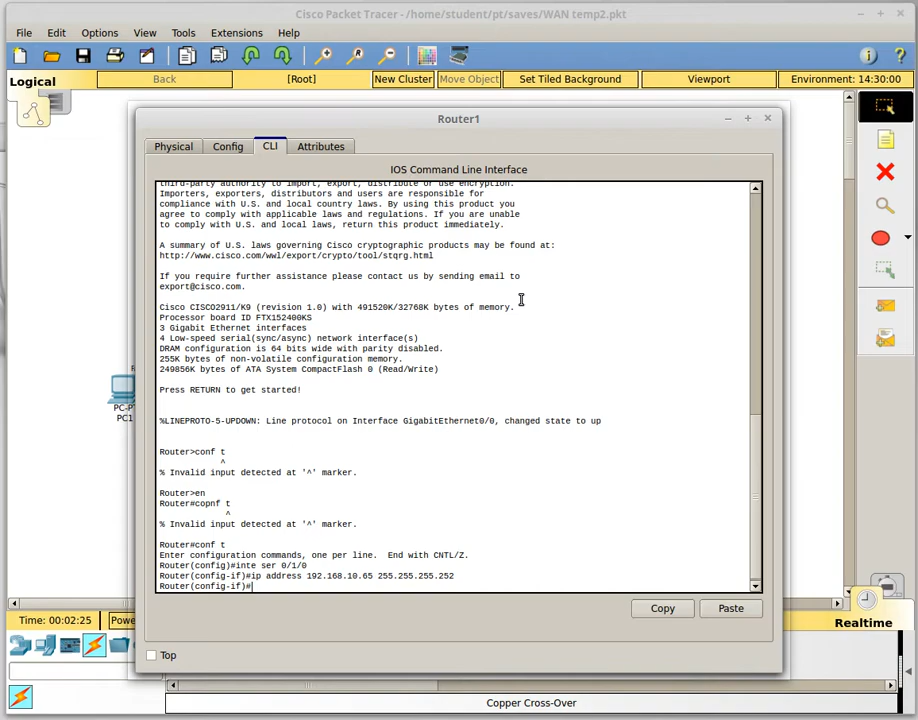 Cisco Packet Tracer - /home/student/pt/saves/WAN temp2.pkt
File Edit Options View Tools Extensions Help
Logical Back [Root] New Cluster Move Object Set Tiled Background Viewport Environment: 14:30:00
Router1
Physical Config CLI Attributes
IOS Command Line Interface
third-party authority to import, export, distribute or use encryption.
Importers, exporters, distributors and users are responsible for
compliance with U.S. and local country laws. By using this product you
agree to comply with applicable laws and regulations. If you are unable
to comply with U.S. and local laws, return this product immediately.
A summary of U.S. laws governing Cisco cryptographic products may be found at:
http://www.cisco.com/wwl/export/crypto/tool/stqrg.html
If you require further assistance please contact us by sending email to
export@cisco.com.
Cisco CISCO2911/K9 (revision 1.0) with 491520K/32768K bytes of memory.
Processor board ID FTX152400KS
3 Gigabit Ethernet interfaces
4 Low-speed serial(sync/async) network interface(s)
DRAM configuration is 64 bits wide with parity disabled.
255K bytes of non-volatile configuration memory.
249856K bytes of ATA System CompactFlash 0 (Read/Write)
Press RETURN to get started!
%LINEPROTO-5-UPDOWN: Line protocol on Interface GigabitEthernet0/0, changed state to up
Router>conf t
^
% Invalid input detected at '^' marker.
Router>en
Router#copnf t
^
% Invalid input detected at '^' marker.
Router#conf t
Enter configuration commands, one per line. End with CNTL/Z.
Router(config)#inte ser 0/1/0
Router(config-if)#ip address 192.168.10.65 255.255.255.252
Router(config-if)#
PC-PT
PC1
Copy Paste
Time: 00:02:25 Powe
Realtime
Top
Copper Cross-Over